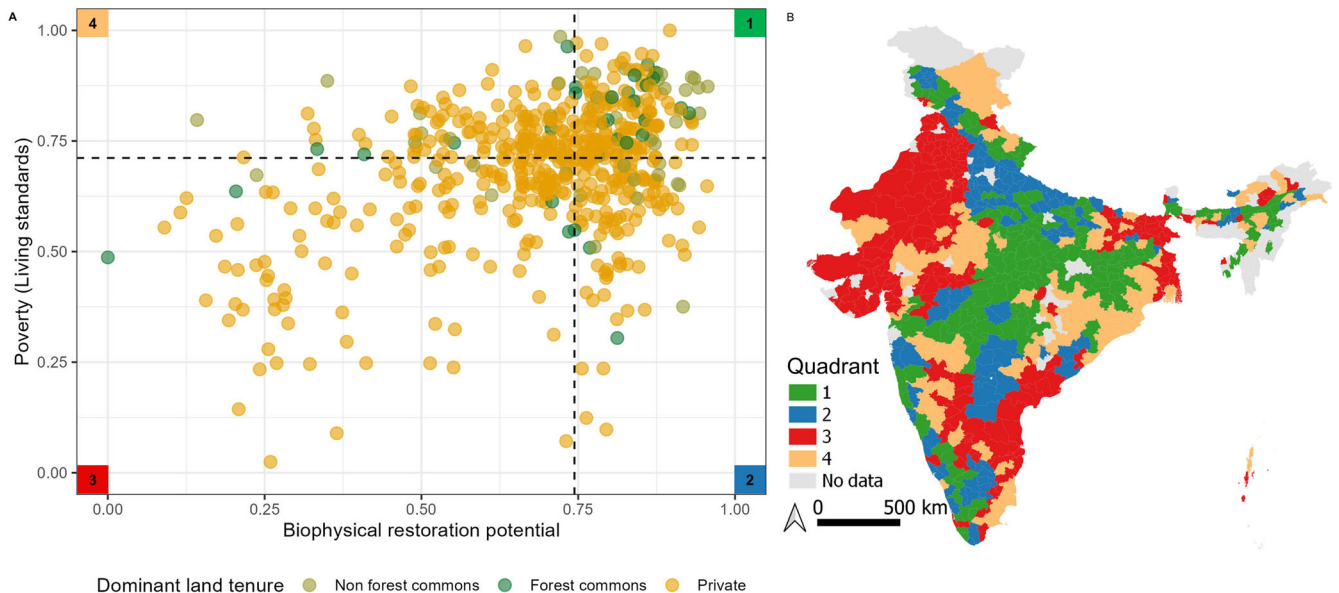 A
4
1
1.00
0.75
0.50
0.25
0.00
Poverty (Living standards)
3
2
0.00 0.25 0.50 0.75 1.00
Biophysical restoration potential
Dominant land tenure Non forest commons Forest commons Private
B
Quadrant
1
2
3
4
No data
0 500 km